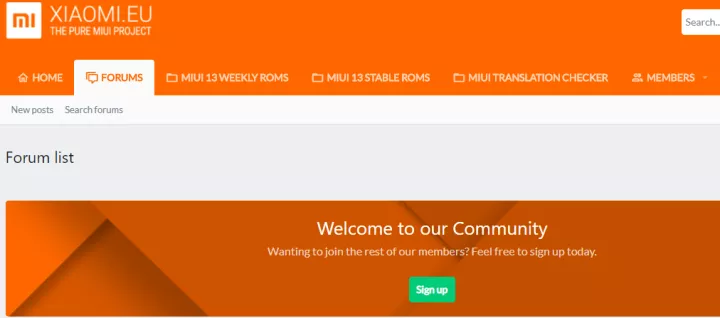 mi XIAOMI.EU
THE PURE MIUI PROJECT
Search...
HOME FORUMS MIUI 13 WEEKLY ROMS MIUI 13 STABLE ROMS MIUI TRANSLATION CHECKER MEMBERS
New posts Search forums
Forum list
Welcome to our Community
Wanting to join the rest of our members? Feel free to sign up today.
Sign up